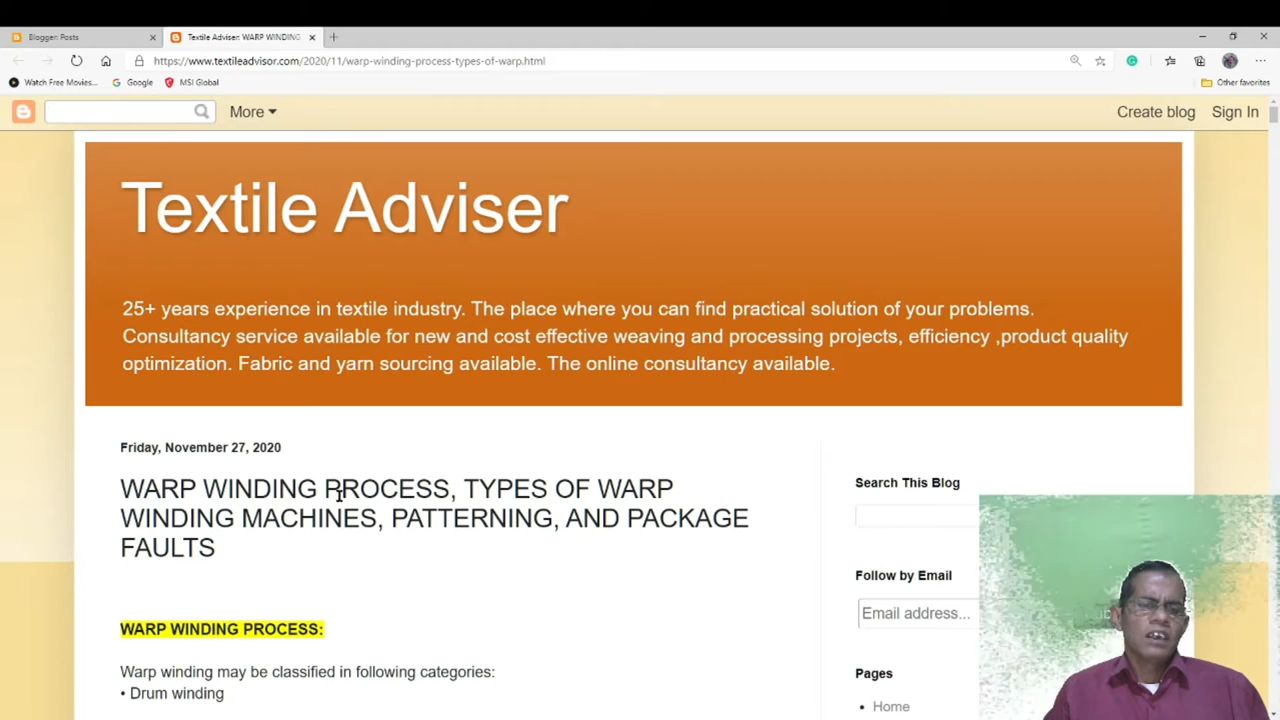 Blogger: Posts
Textile Adviser: WARP WINDING
https://www.textileadvisor.com/2020/11/warp-winding-process-types-of-warp.html
Watch Free Movies...
Google
MSI Global
Other favorites
More
Create blog
Sign In
Textile Adviser
25+ years experience in textile industry. The place where you can find practical solution of your problems.
Consultancy service available for new and cost effective weaving and processing projects, efficiency ,product quality
optimization. Fabric and yarn sourcing available. The online consultancy available.
Friday, November 27, 2020
WARP WINDING PROCESS, TYPES OF WARP
WINDING MACHINES, PATTERNING, AND PACKAGE
FAULTS
WARP WINDING PROCESS:
Warp winding may be classified in following categories:
• Drum winding
Search This Blog
Follow by Email
Email address...
Pages
• Home